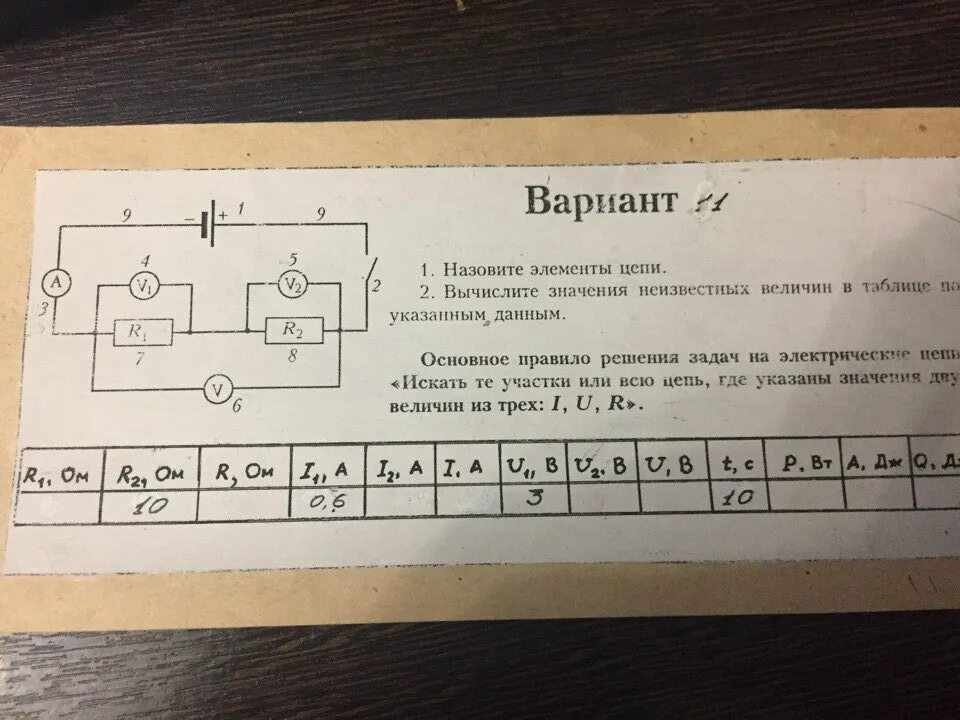 Вариант 11
9 − + 1 9
4 5
A V₁ V₂ 2
3
R₁ R₂
7 8
V
6
1. Назовите элементы цепи.
2. Вычислите значения неизвестных величин в таблице по
указанным данным.
Основное правило решения задач на электрические цепи
«Искать те участки или всю цепь, где указаны значения двух
величин из трех: I, U, R».
R₁, Ом R₂, Ом R, Ом I₁, А I₂, А I, А U₁, В U₂, В U, В t, с P, Вт A, Дж Q, Д
10 0,6 3 10